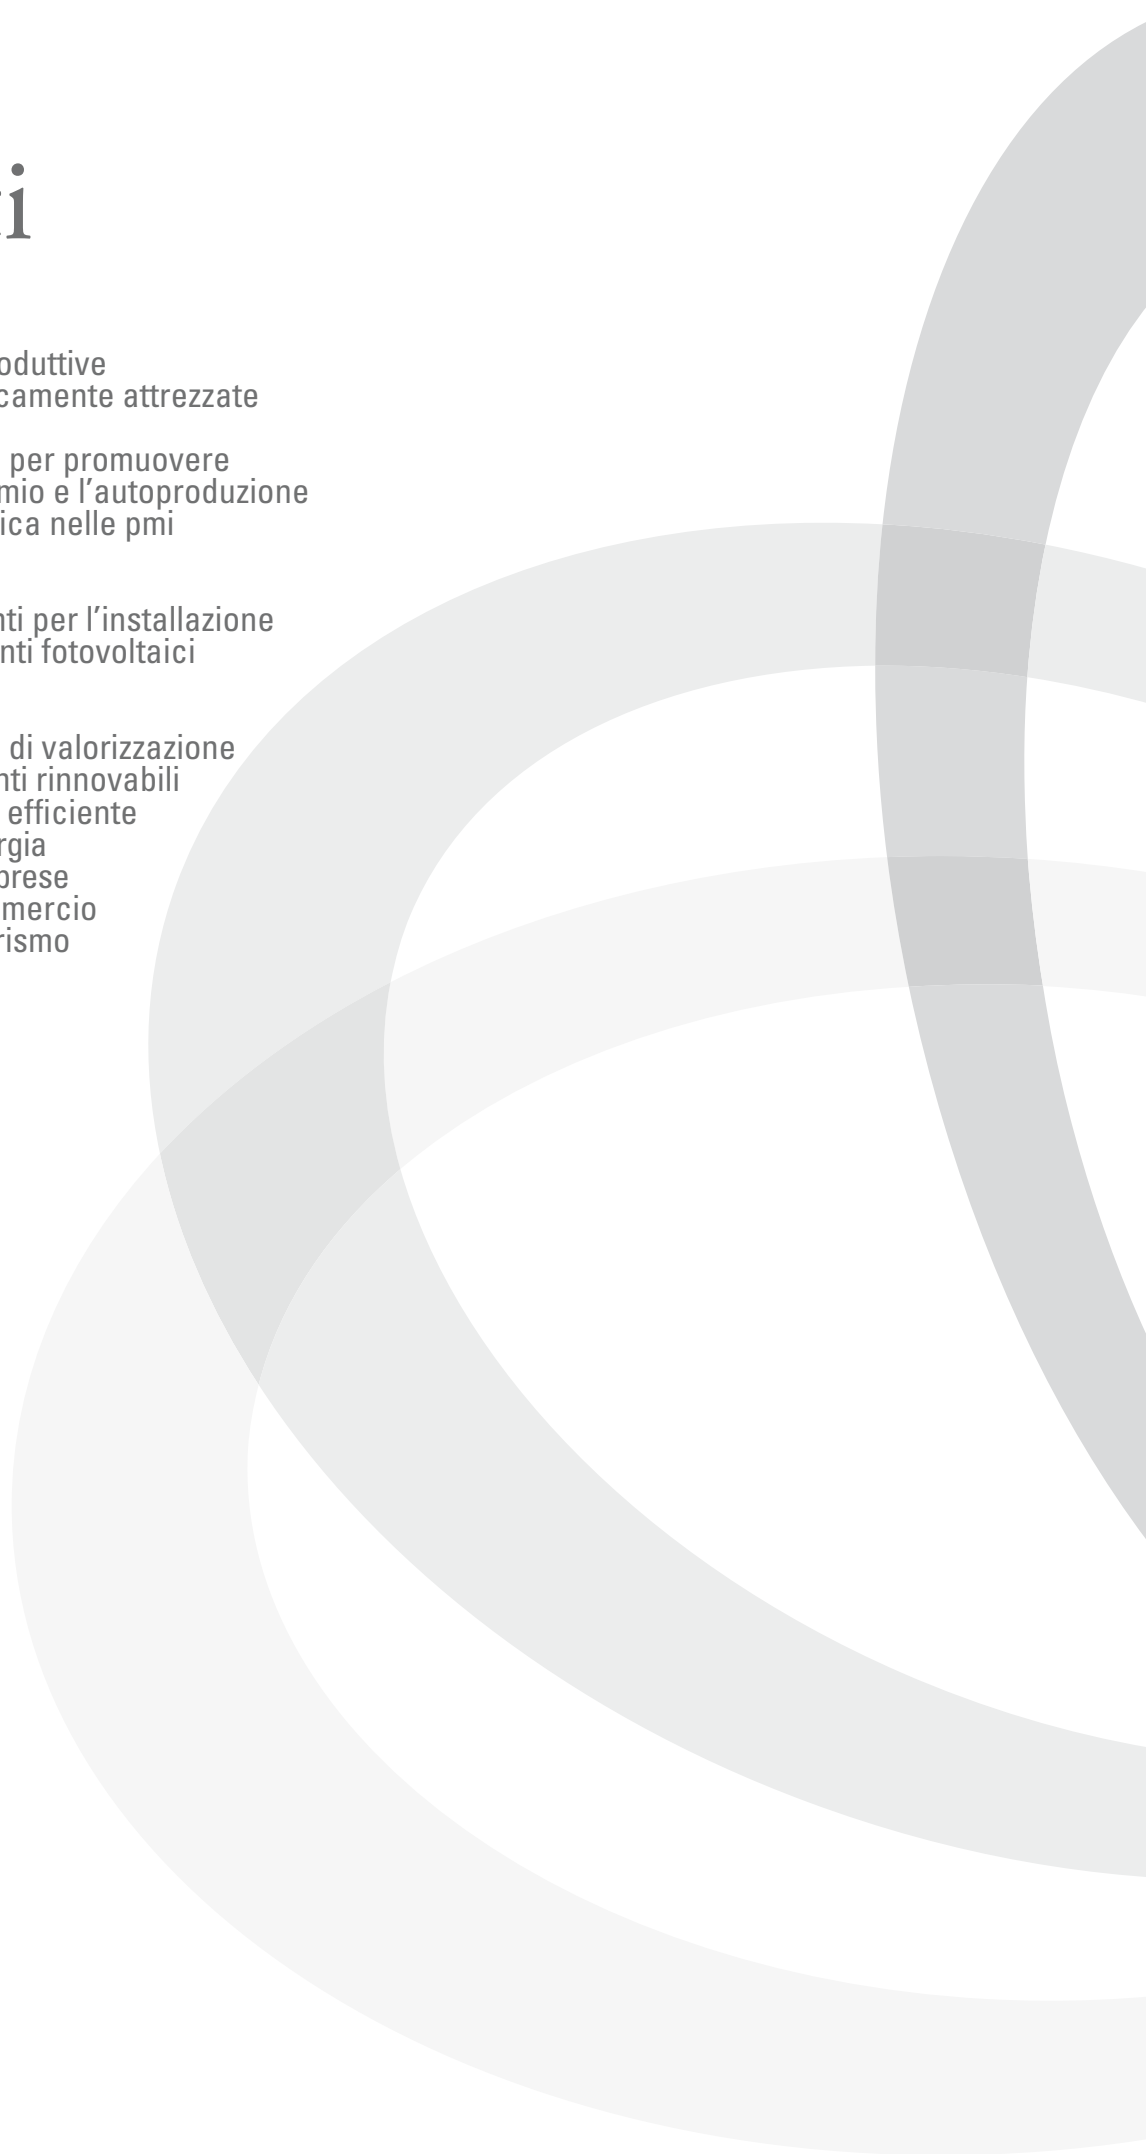 i
oduttive
camente attrezzate
per promuovere
mio e l’autoproduzione
ica nelle pmi
nti per l’installazione
nti fotovoltaici
di valorizzazione
nti rinnovabili
efficiente
rgia
prese
mercio
rismo